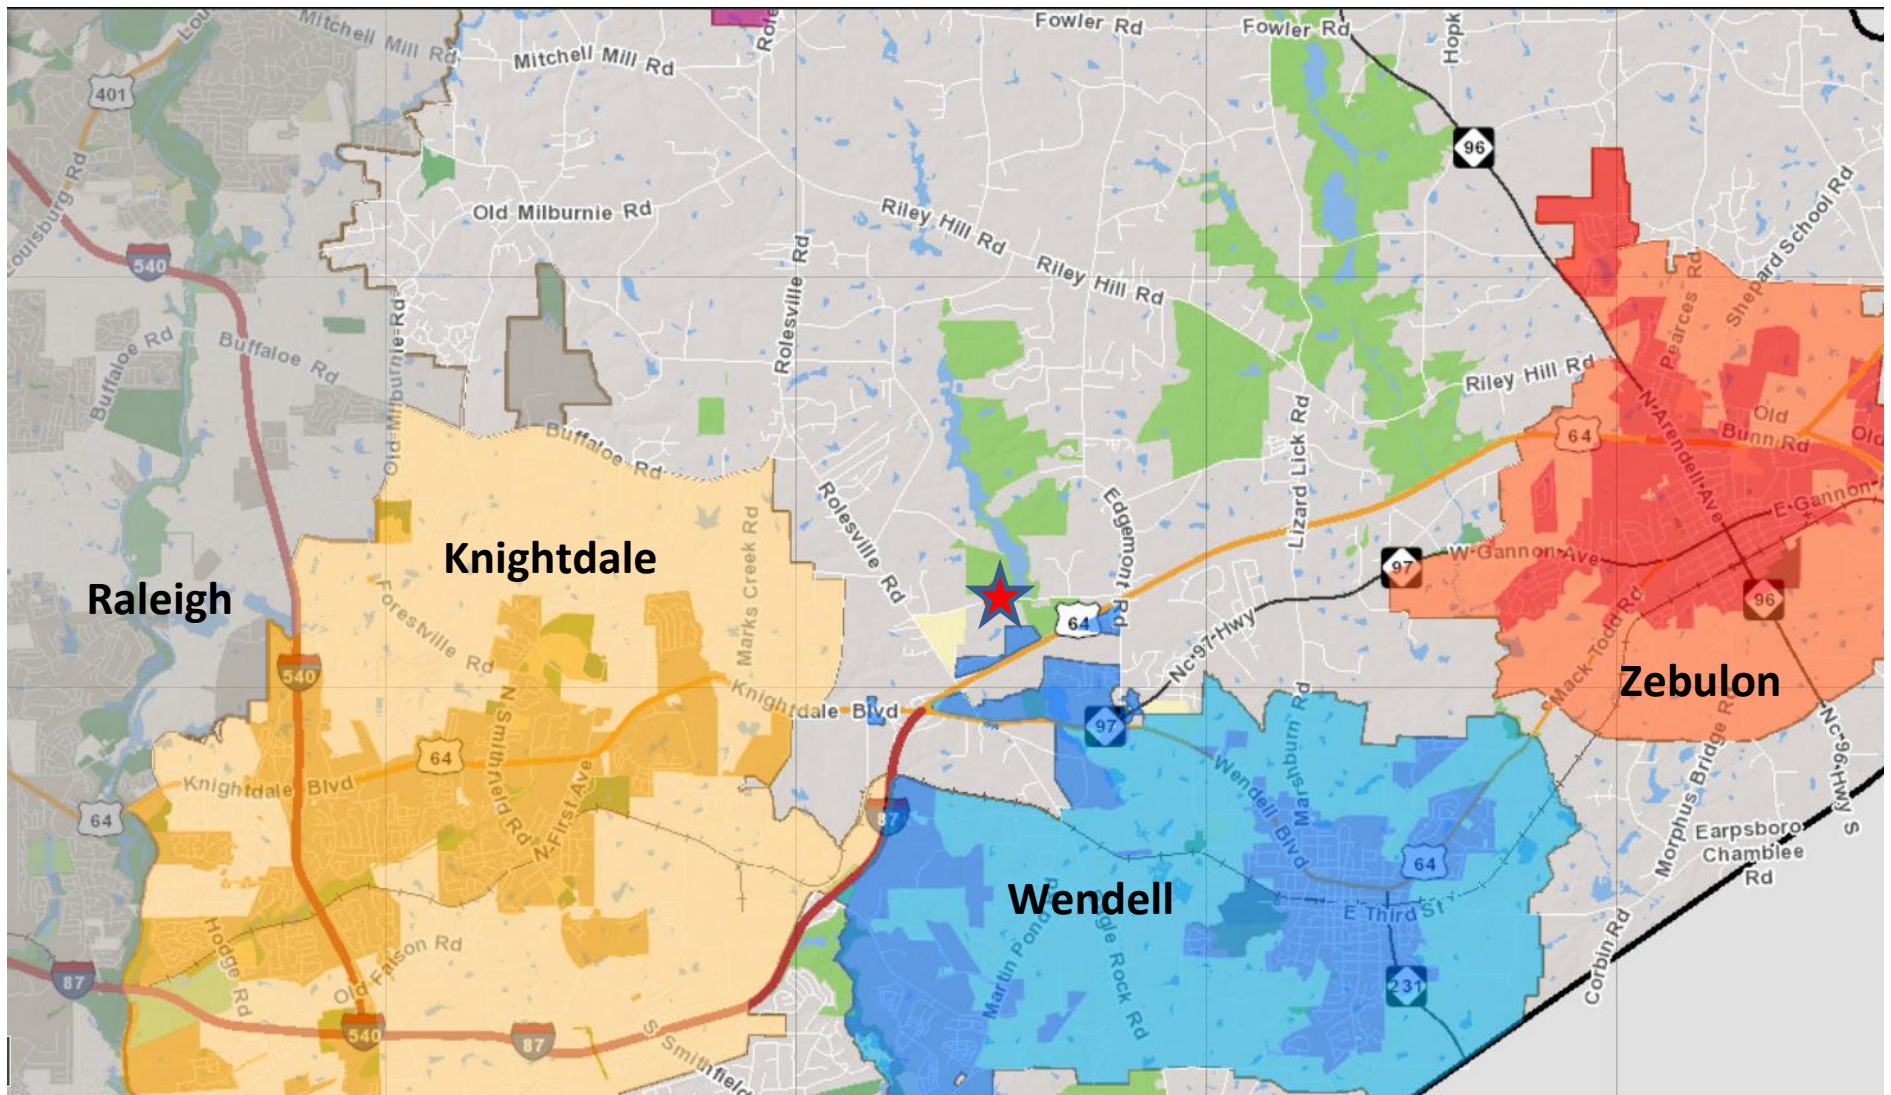 Lou
Mitchell Mill Rd
Mitchell Mill Rd
Role
Fowler Rd
Fowler Rd
Hopk
401
96
Louisburg Rd
Old Milburnie Rd
Riley Hill Rd
Riley Hill Rd
Rolesville Rd
Shepard School Rd
540
Pearces Rd
Buffaloe Rd
Buffaloe Rd
Old Milburnie Rd
Riley Hill Rd
N Arendell Ave
Old
Bunn Rd
Old
64
Buffaloe Rd
Lizard Lick Rd
Rolesville Rd
Edgemont Rd
E Gannon A
Marks Creek Rd
Knightdale
W Gannon Ave
97
Raleigh
Forestville Rd
64
Mack Todd Rd
96
Nc 97 Hwy
540
Zebulon
N Smithfield Rd
Knightdale Blvd
97
Marshburn Rd
Morphus Bridge Rd
Nc 96 Hwy S
64
Knightdale Blvd
Wendell Blvd
N First Ave
64
87
64
Earpsboro
Chamblee
Rd
Wendell
E Third St
Hodge Rd
Old Faison Rd
Martin Pond Rd
Eagle Rock Rd
Corbin Rd
87
231
540
87
S Smithfield